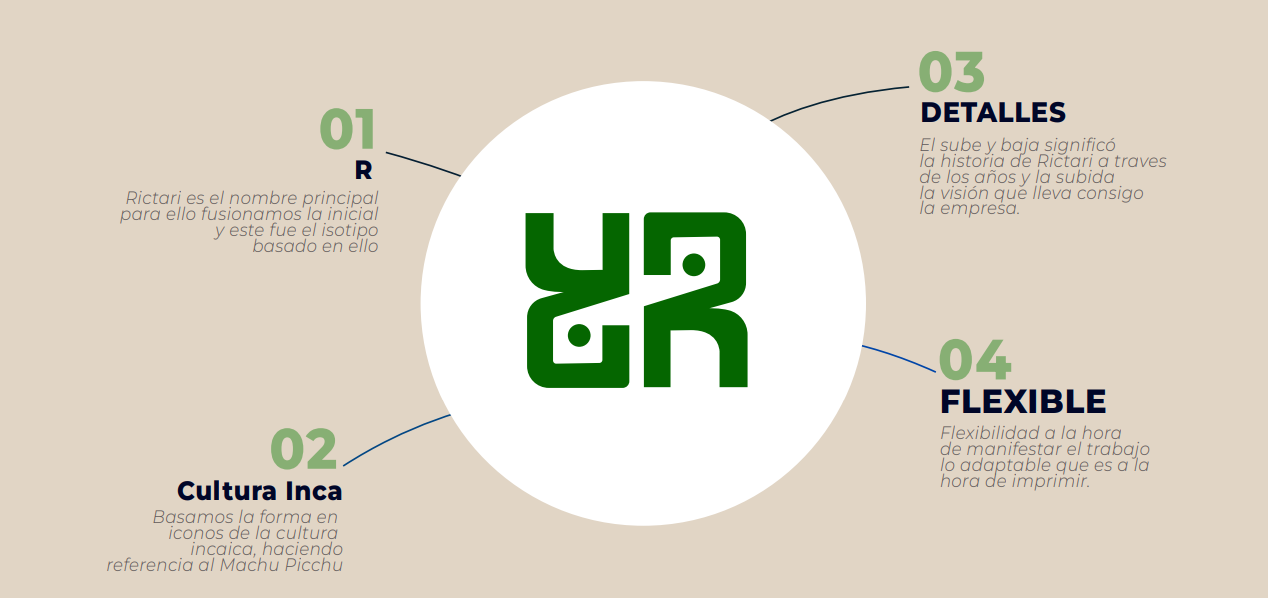 01
R
Rictari es el nombre principal
para ello fusionamos la inicial
y este fue el isotipo
basado en ello
02
Cultura Inca
Basamos la forma en
iconos de la cultura
incaica, haciendo
referencia al Machu Picchu
03
DETALLES
El sube y baja significó
la historia de Rictari a traves
de los años y la subida
la visión que lleva consigo
la empresa.
04
FLEXIBLE
Flexibilidad a la hora
de manifestar el trabajo
lo adaptable que es a la
hora de imprimir.